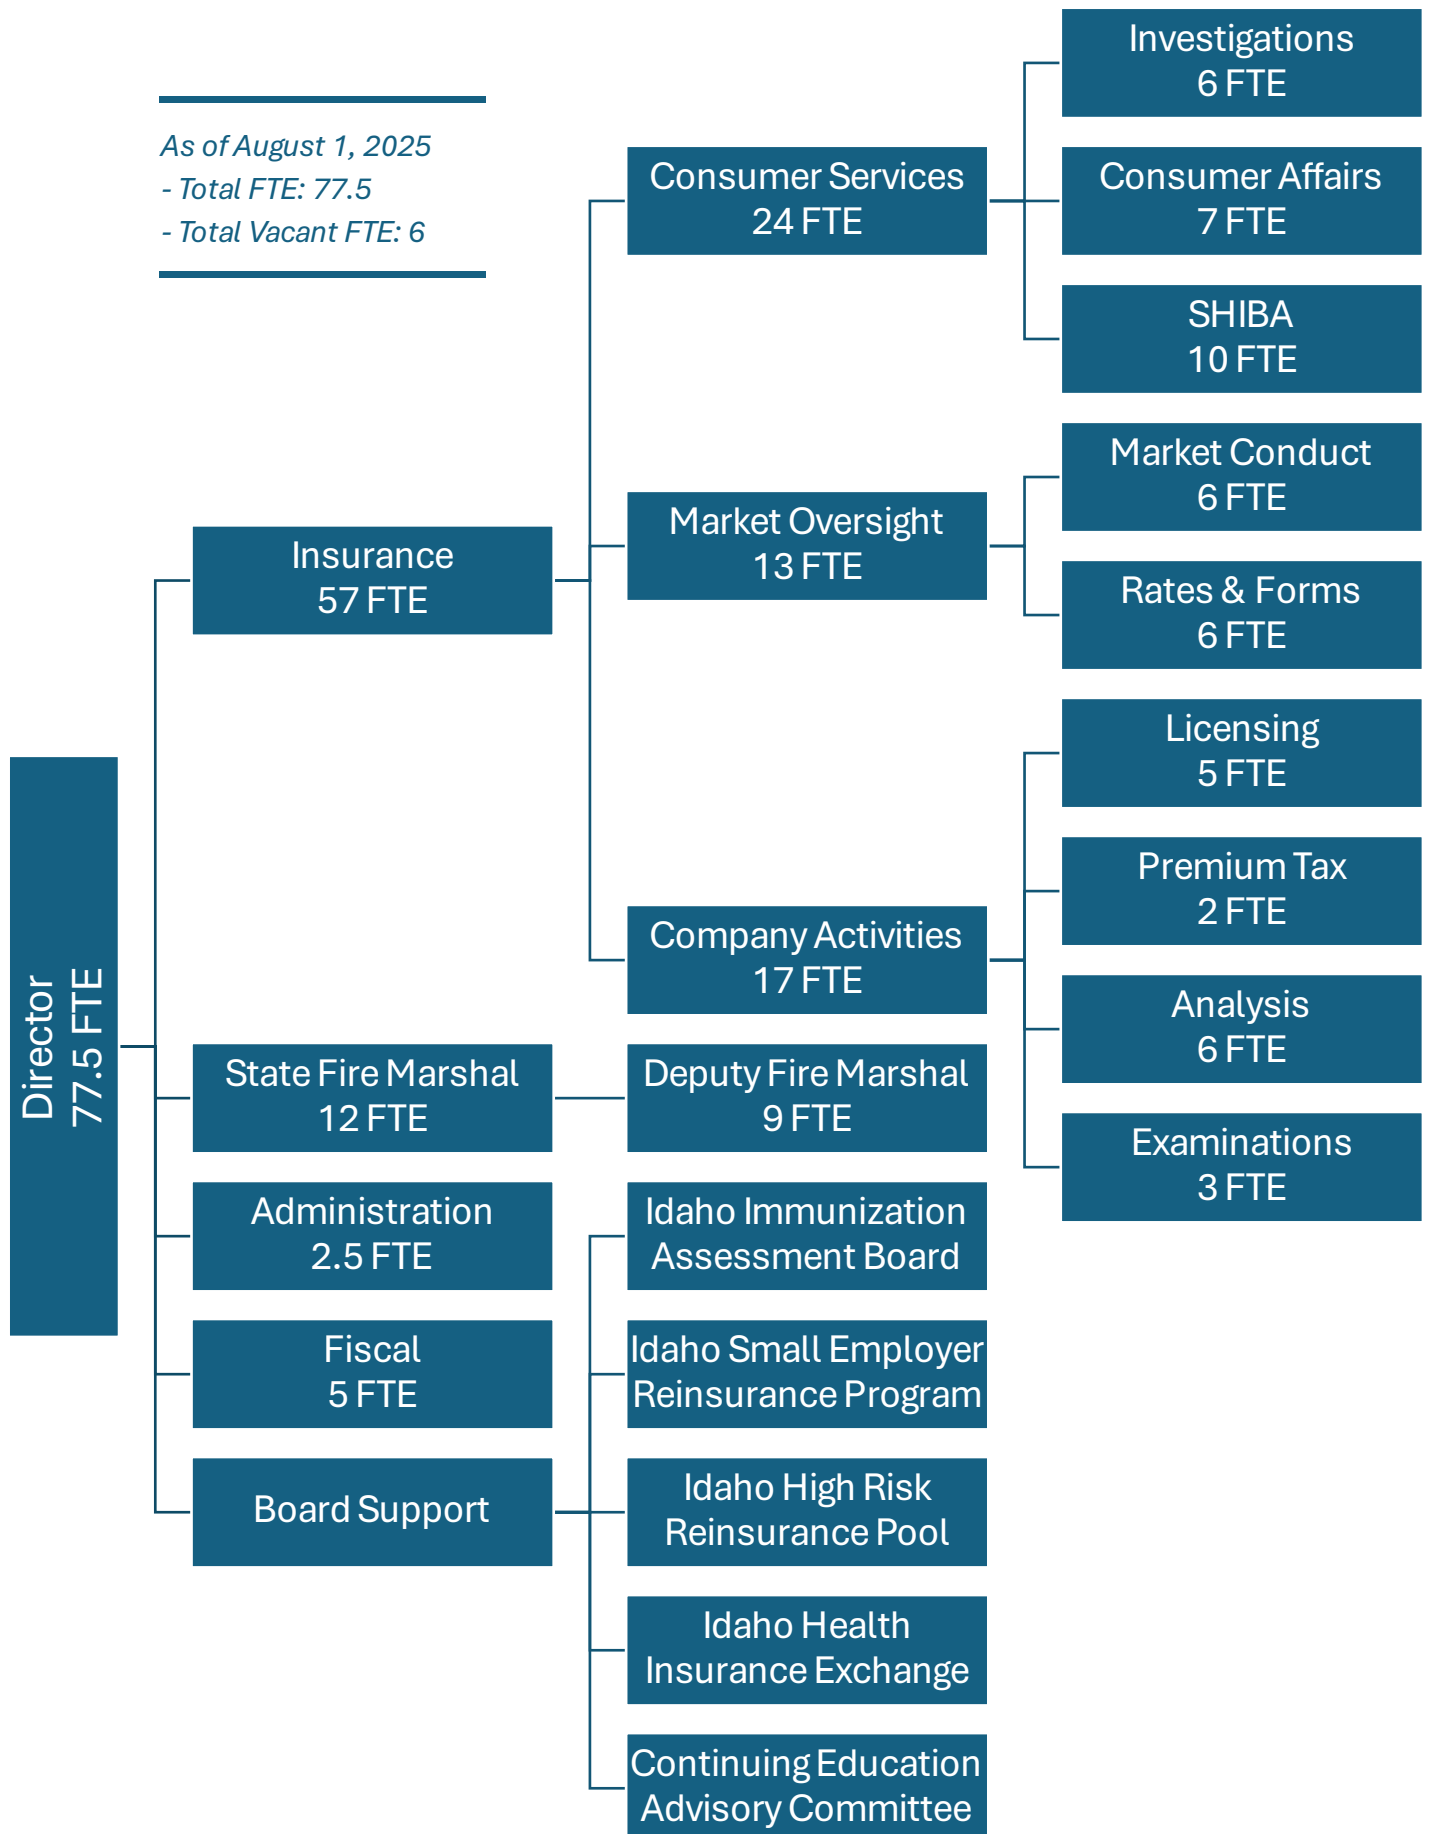 As of August 1, 2025
- Total FTE: 77.5
- Total Vacant FTE: 6
Director
77.5 FTE
Insurance
57 FTE
Consumer Services
24 FTE
Investigations
6 FTE
Consumer Affairs
7 FTE
SHIBA
10 FTE
Market Oversight
13 FTE
Market Conduct
6 FTE
Rates & Forms
6 FTE
Company Activities
17 FTE
Licensing
5 FTE
Premium Tax
2 FTE
Analysis
6 FTE
Examinations
3 FTE
State Fire Marshal
12 FTE
Deputy Fire Marshal
9 FTE
Administration
2.5 FTE
Fiscal
5 FTE
Board Support
Idaho Immunization
Assessment Board
Idaho Small Employer
Reinsurance Program
Idaho High Risk
Reinsurance Pool
Idaho Health
Insurance Exchange
Continuing Education
Advisory Committee